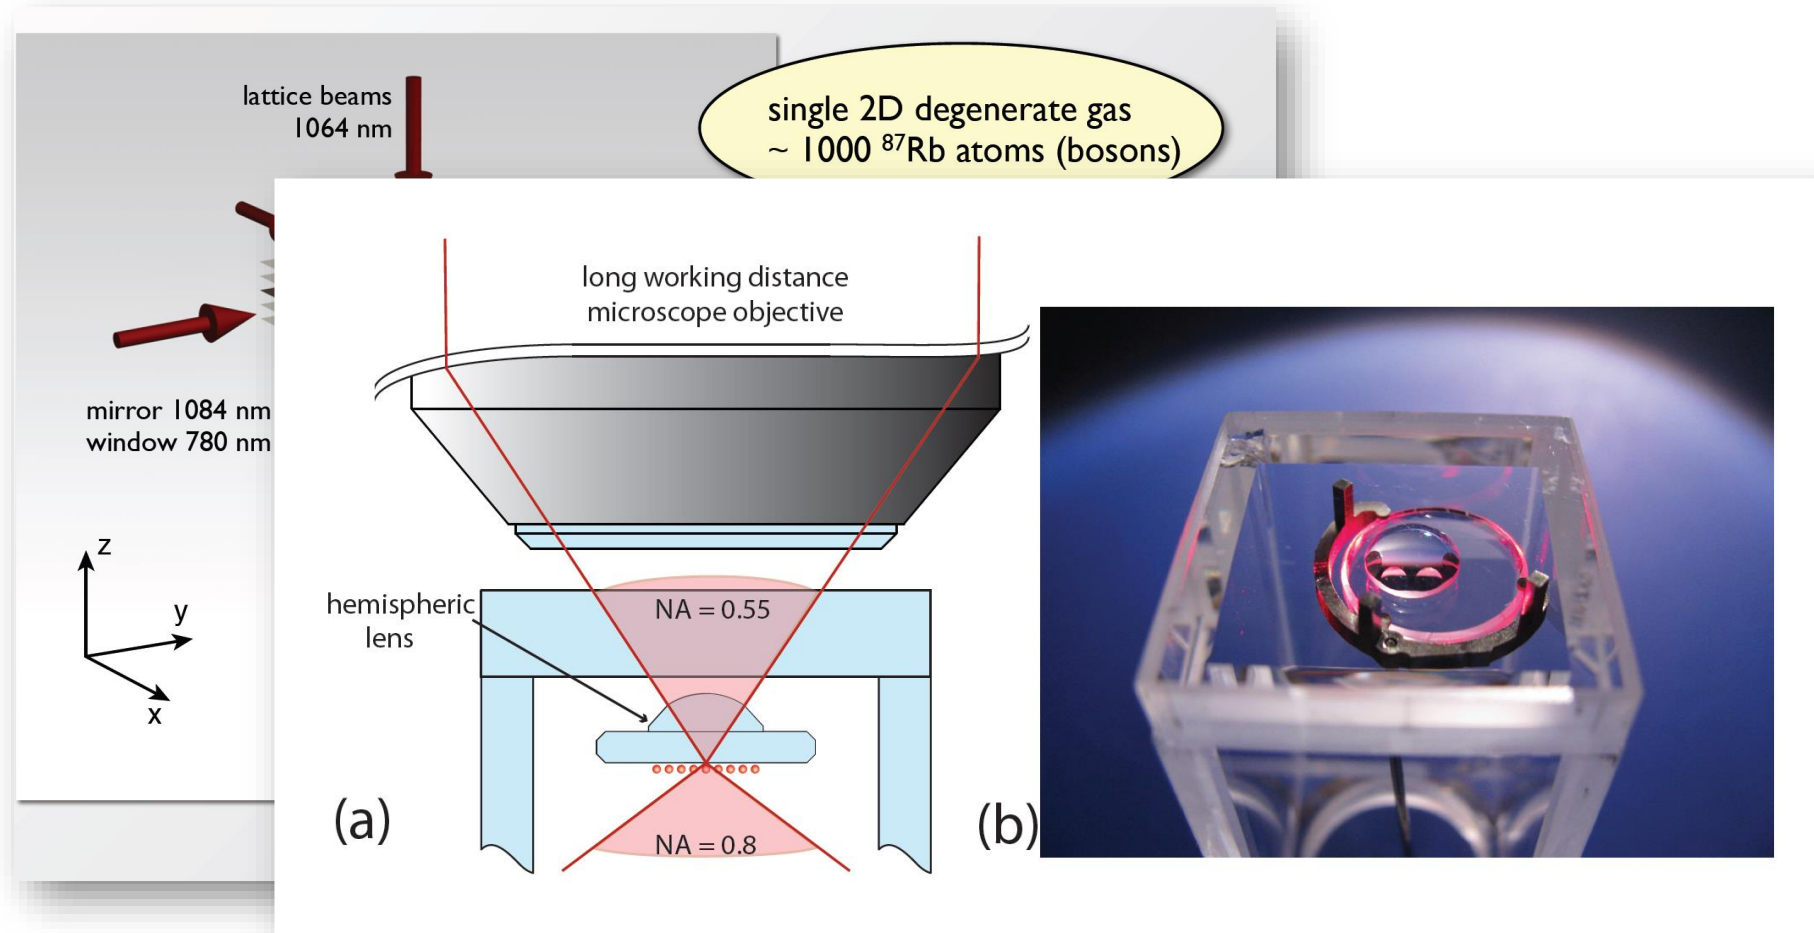 lattice beams
1064 nm
single 2D degenerate gas
~ 1000 ⁸⁷Rb atoms (bosons)
mirror 1084 nm
window 780 nm
z
y
x
long working distance
microscope objective
NA = 0.55
hemispheric
lens
NA = 0.8
(a)
(b)